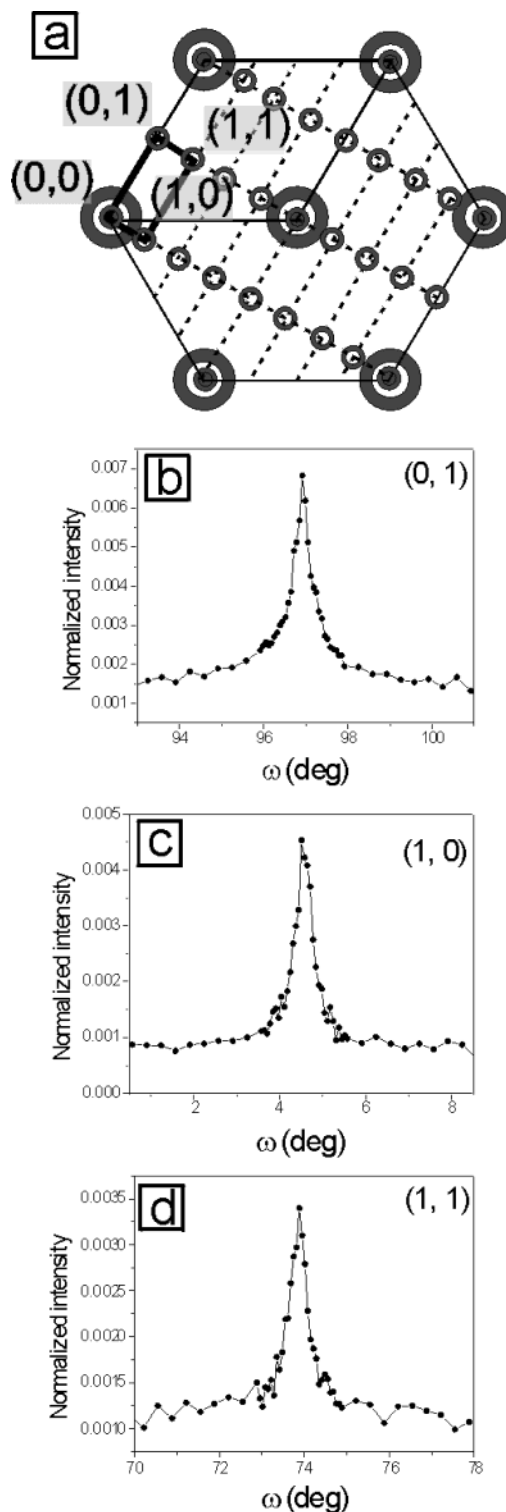 a
(0,1)
(1,1)
(0,0)
(1,0)
b
(0, 1)
0.007
0.006
0.005
0.004
0.003
0.002
0.001
Normalized intensity
94 96 98 100
ω (deg)
c
(1, 0)
0.005
0.004
0.003
0.002
0.001
0.000
Normalized intensity
2 4 6 8
ω (deg)
d
(1, 1)
0.0035
0.0030
0.0025
0.0020
0.0015
0.0010
Normalized intensity
70 72 74 76 78
ω (deg)